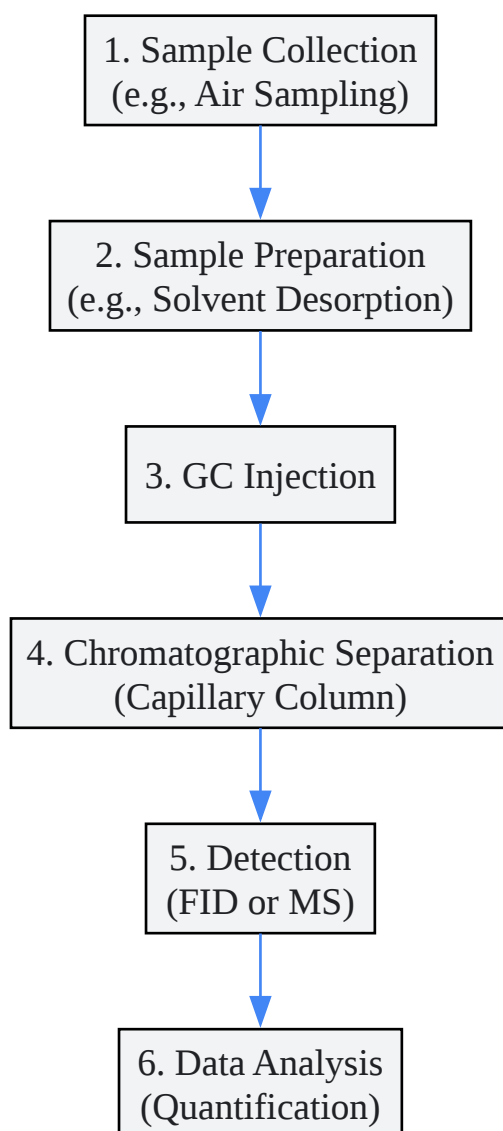 1. Sample Collection
(e.g., Air Sampling)
2. Sample Preparation
(e.g., Solvent Desorption)
3. GC Injection
4. Chromatographic Separation
(Capillary Column)
5. Detection
(FID or MS)
6. Data Analysis
(Quantification)